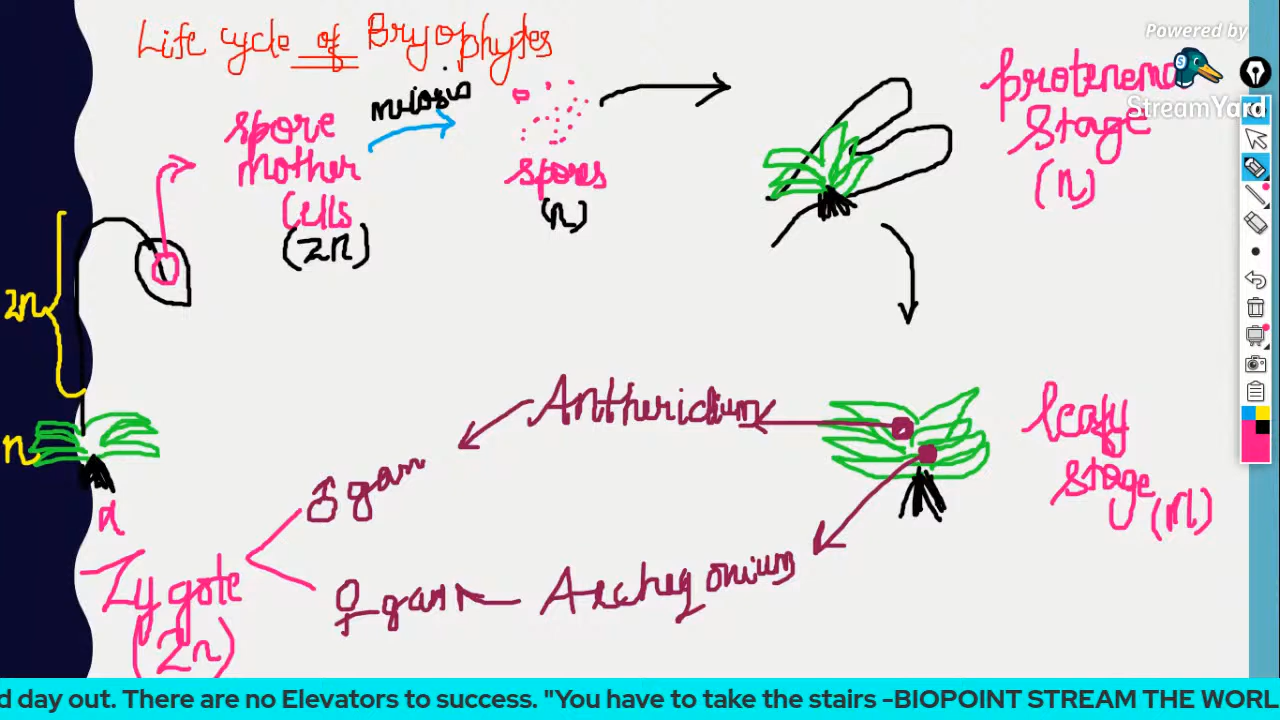 Life cycle of Bryophytes
Powered by
StreamYard
meiosis
spore
mother
cells
(2n)
spores
(n)
protenema
stage
(n)
2n
n
Antheridium
leafy
stage
(n)
♂ gam
Zygote
(2n)
♀ gam
Archegonium
d day out. There are no Elevators to success. "You have to take the stairs -BIOPOINT STREAM THE WORL